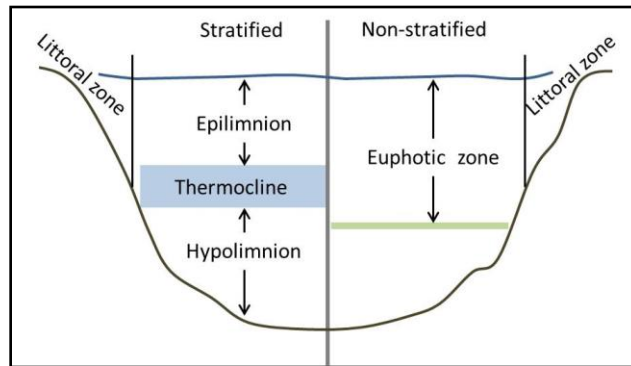 Stratified
Non-stratified
Littoral zone
Littoral zone
Epilimnion
Euphotic zone
Thermocline
Hypolimnion